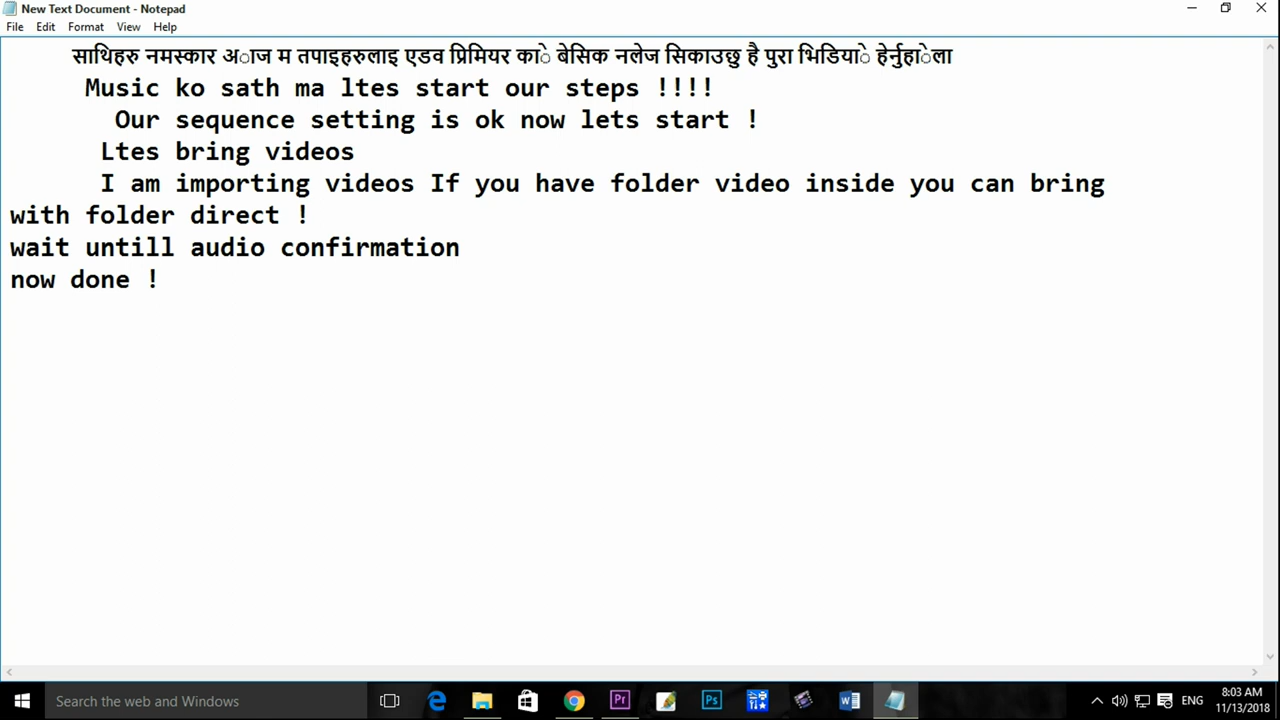 New Text Document - Notepad
File Edit Format View Help
साथिहरु नमस्कार अाज म तपाइहरुलाइ एडव प्रिमियर काे बेसिक नलेज सिकाउछु है पुरा भिडियाे हेर्नुहाेला
Music ko sath ma ltes start our steps !!!!
Our sequence setting is ok now lets start !
Ltes bring videos
I am importing videos If you have folder video inside you can bring
with folder direct !
wait untill audio confirmation
now done !
Search the web and Windows
Pr
Ps
ENG
8:03 AM
11/13/2018